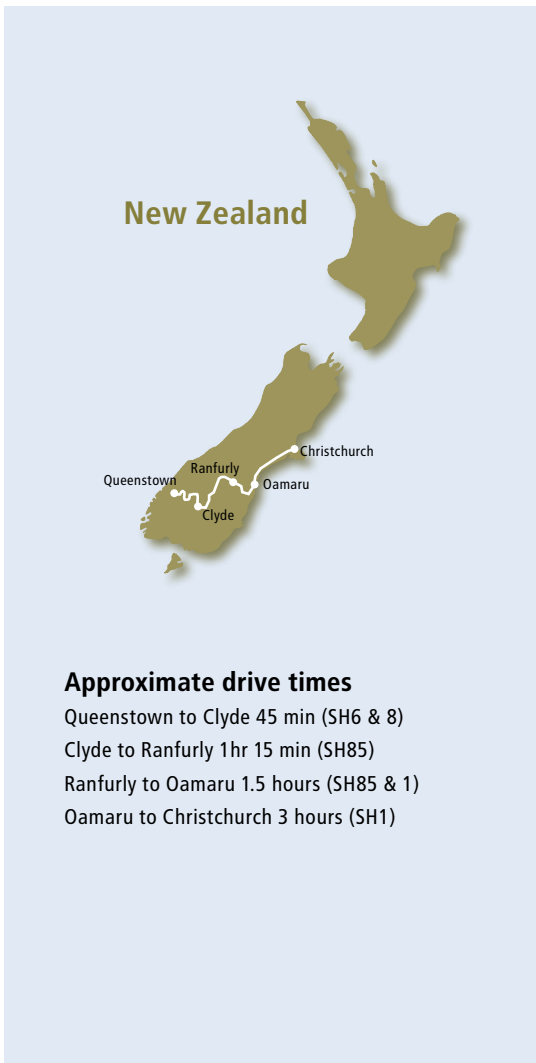 New Zealand
Christchurch
Ranfurly
Queenstown
Oamaru
Clyde
Approximate drive times
Queenstown to Clyde 45 min (SH6 & 8)
Clyde to Ranfurly 1hr 15 min (SH85)
Ranfurly to Oamaru 1.5 hours (SH85 & 1)
Oamaru to Christchurch 3 hours (SH1)